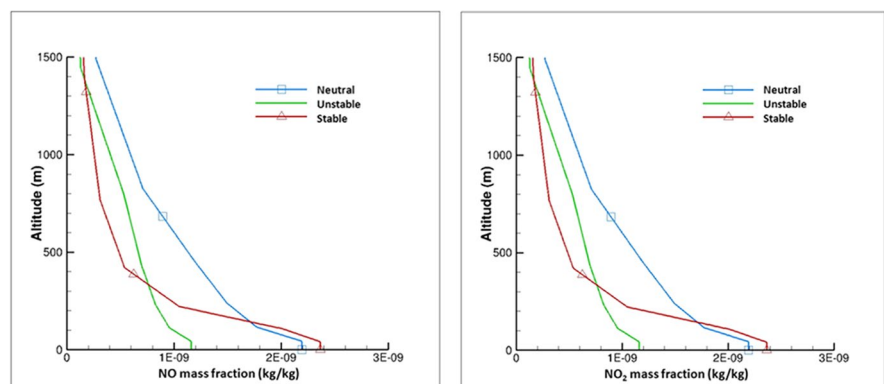 1500
1000
500
0
Altitude (m)
Neutral
Unstable
Stable
0 1E-09 2E-09 3E-09
NO mass fraction (kg/kg)
1500
1000
500
0
Altitude (m)
Neutral
Unstable
Stable
0 1E-09 2E-09 3E-09
NO₂ mass fraction (kg/kg)